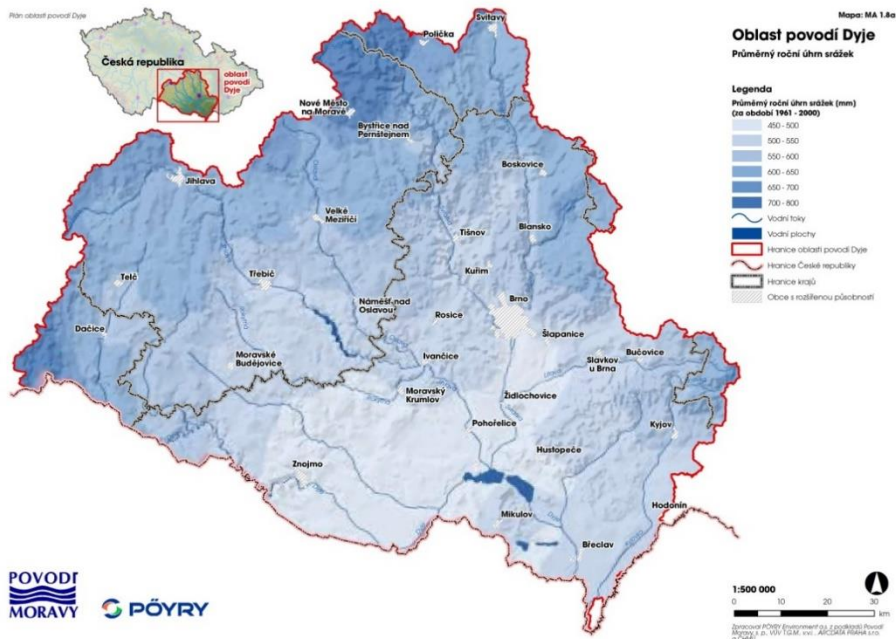 Plán oblasti povodí Dyje
Mapa: MA 1.8a
Oblast povodí Dyje
Průměrný roční úhrn srážek
Legenda
Průměrný roční úhrn srážek (mm)
(za období 1961 - 2000)
450 - 500
500 - 550
550 - 600
600 - 650
650 - 700
700 - 800
Vodní toky
Vodní plochy
Hranice oblasti povodí Dyje
Hranice České republiky
Hranice krajů
Obce s rozšířenou působností
Česká republika
oblast
povodí
Dyje
Svitavy
Polička
Nové Město
na Moravě
Bystřice nad
Pernštejnem
Boskovice
Jihlava
Velké
Meziříčí
Tišnov
Blansko
Kuřim
Telč
Třebíč
Náměšť nad
Oslavou
Rosice
Brno
Dačice
Šlapanice
Ivančice
Slavkov
u Brna
Bučovice
Moravské
Budějovice
Moravský
Krumlov
Židlochovice
Pohořelice
Kyjov
Hustopeče
Znojmo
Hodonín
Mikulov
Břeclav
POVODÍ
MORAVY
PÖYRY
1:500 000
0 10 20 30
km